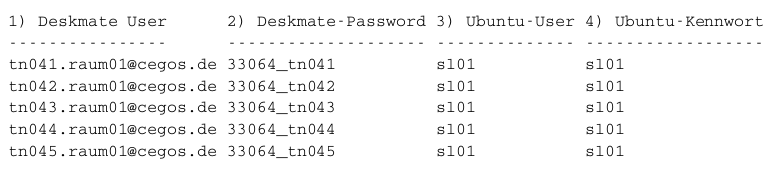 1) Deskmate User      2) Deskmate-Password 3) Ubuntu-User 4) Ubuntu-Kennwort
----------------      -------------------- -------------- ------------------
tn041.raum01@cegos.de 33064_tn041          sl01           sl01
tn042.raum01@cegos.de 33064_tn042          sl01           sl01
tn043.raum01@cegos.de 33064_tn043          sl01           sl01
tn044.raum01@cegos.de 33064_tn044          sl01           sl01
tn045.raum01@cegos.de 33064_tn045          sl01           sl01